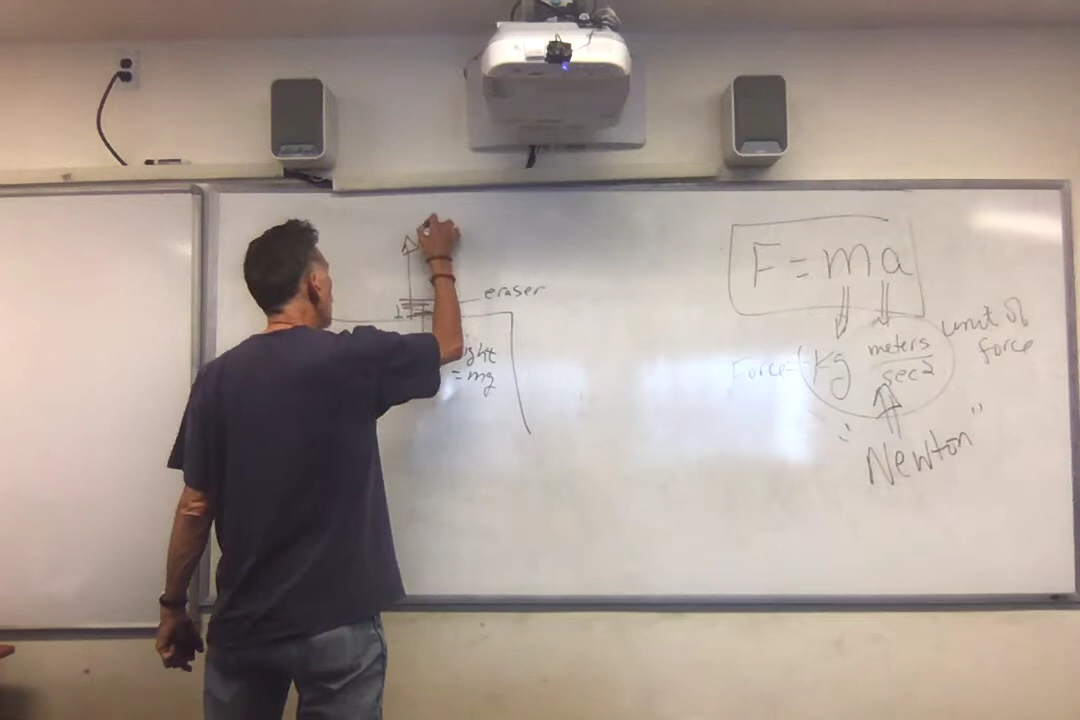 eraser
= mg
F = ma
unit of
force
Force =
kg meters
sec2
"Newton"